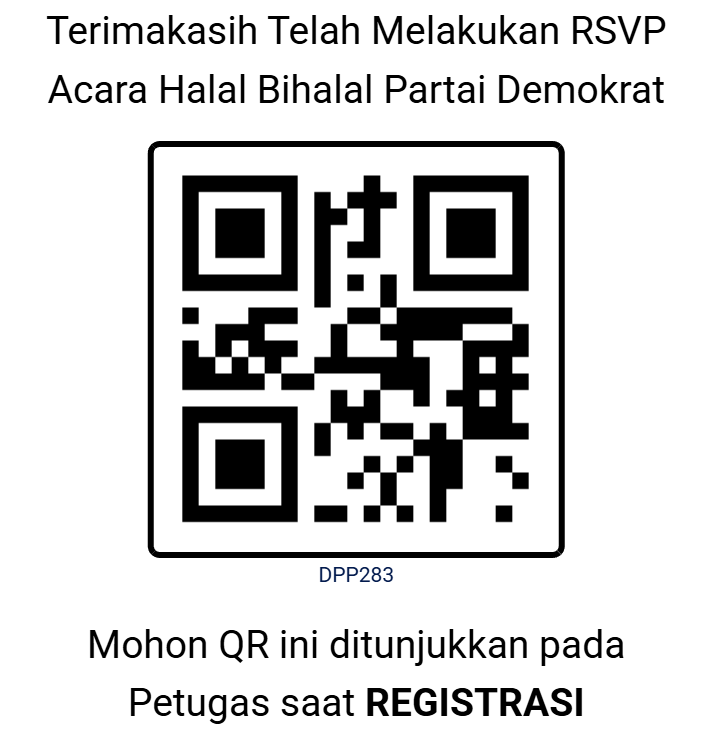 Terimakasih Telah Melakukan RSVP
Acara Halal Bihalal Partai Demokrat
DPP283
Mohon QR ini ditunjukkan pada
Petugas saat REGISTRASI